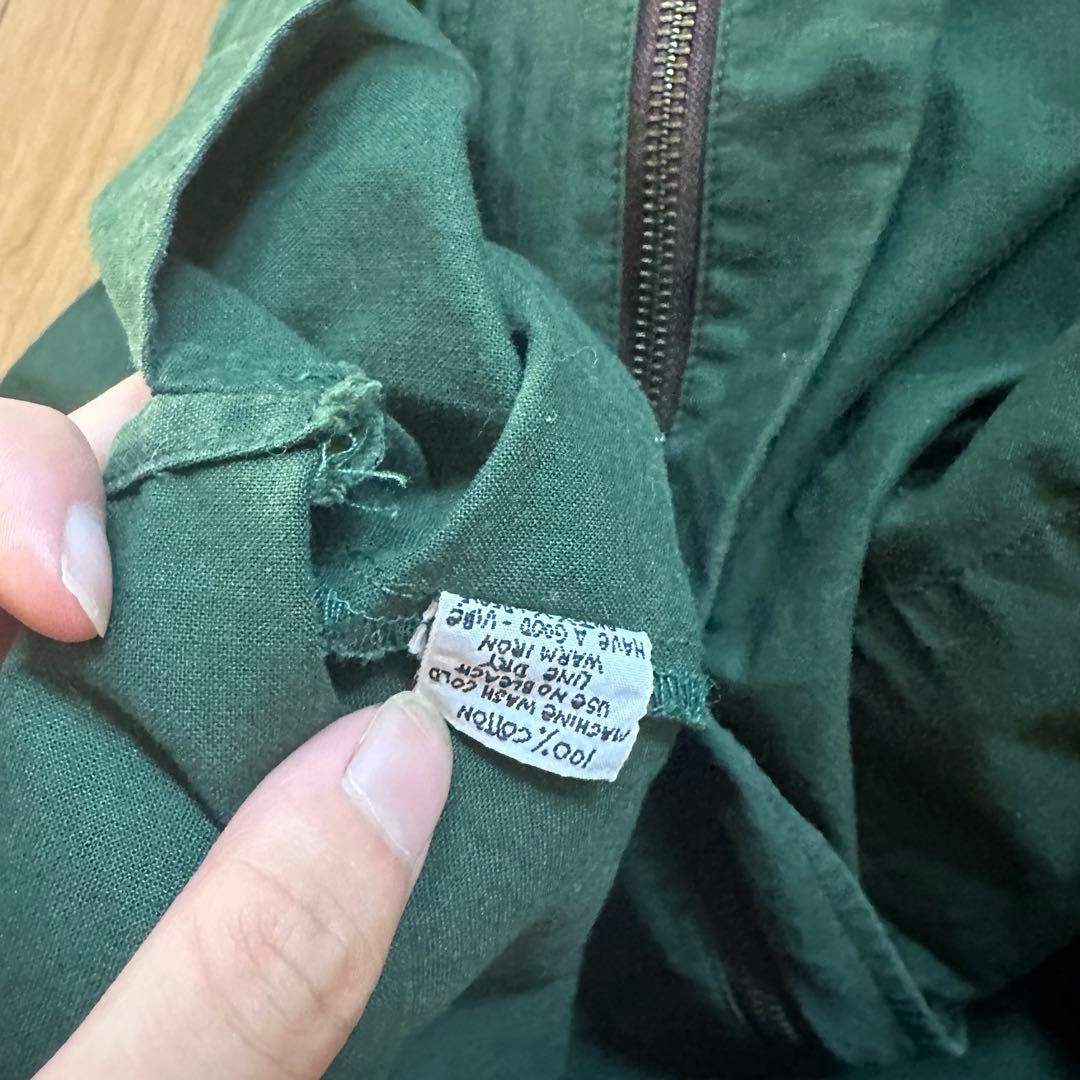 100% COTTON
MACHINE WASH COLD
USE NO BLEACH
LINE DRY
WARM IRON
HAVE A GOOD - VIBE